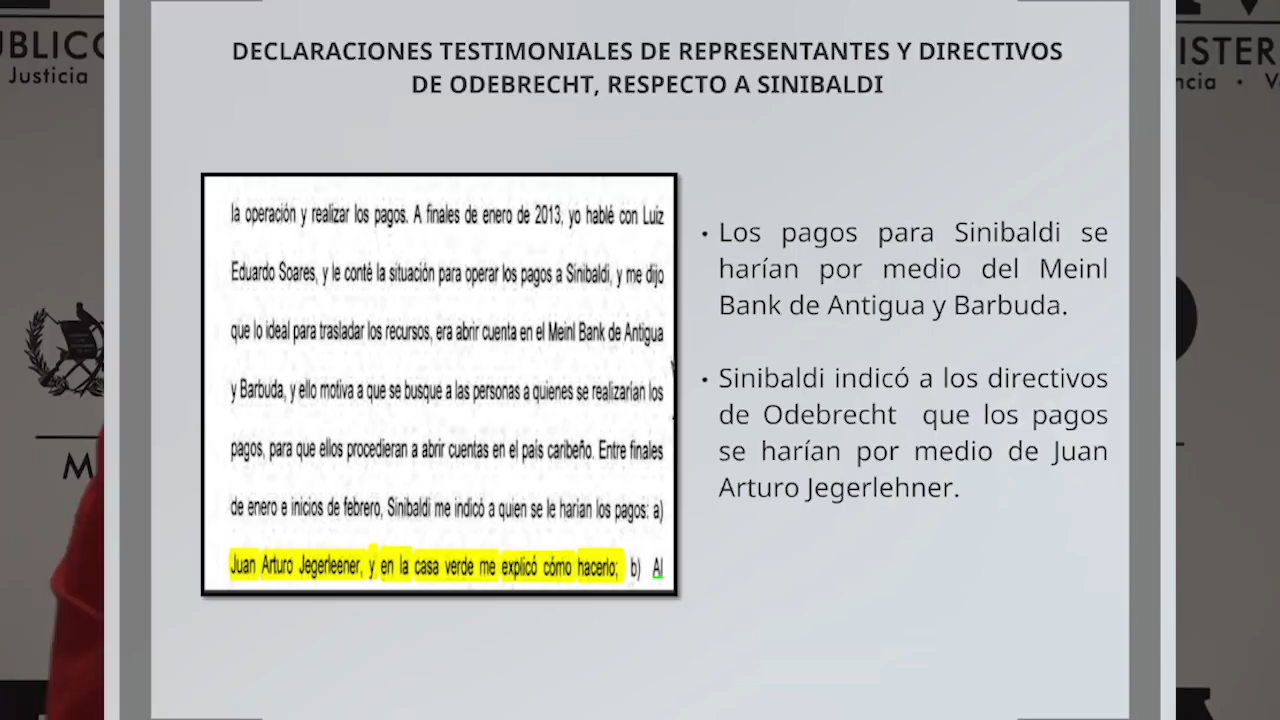 DECLARACIONES TESTIMONIALES DE REPRESENTANTES Y DIRECTIVOS
DE ODEBRECHT, RESPECTO A SINIBALDI
la operación y realizar los pagos. A finales de enero de 2013, yo hablé con Luiz
Eduardo Soares, y le conté la situación para operar los pagos a Sinibaldi, y me dijo
que lo ideal para trasladar los recursos, era abrir cuenta en el Meinl Bank de Antigua
y Barbuda, y ello motiva a que se busque a las personas a quienes se realizarían los
pagos, para que ellos procedieran a abrir cuentas en el país caribeño. Entre finales
de enero e inicios de febrero, Sinibaldi me indicó a quien se le harían los pagos: a)
Juan Arturo Jegerleener, y en la casa verde me explicó cómo hacerlo; b) Al
• Los pagos para Sinibaldi se
harían por medio del Meinl
Bank de Antigua y Barbuda.
• Sinibaldi indicó a los directivos
de Odebrecht que los pagos
se harían por medio de Juan
Arturo Jegerlehner.
Justicia
ISTER
ncia • V
M